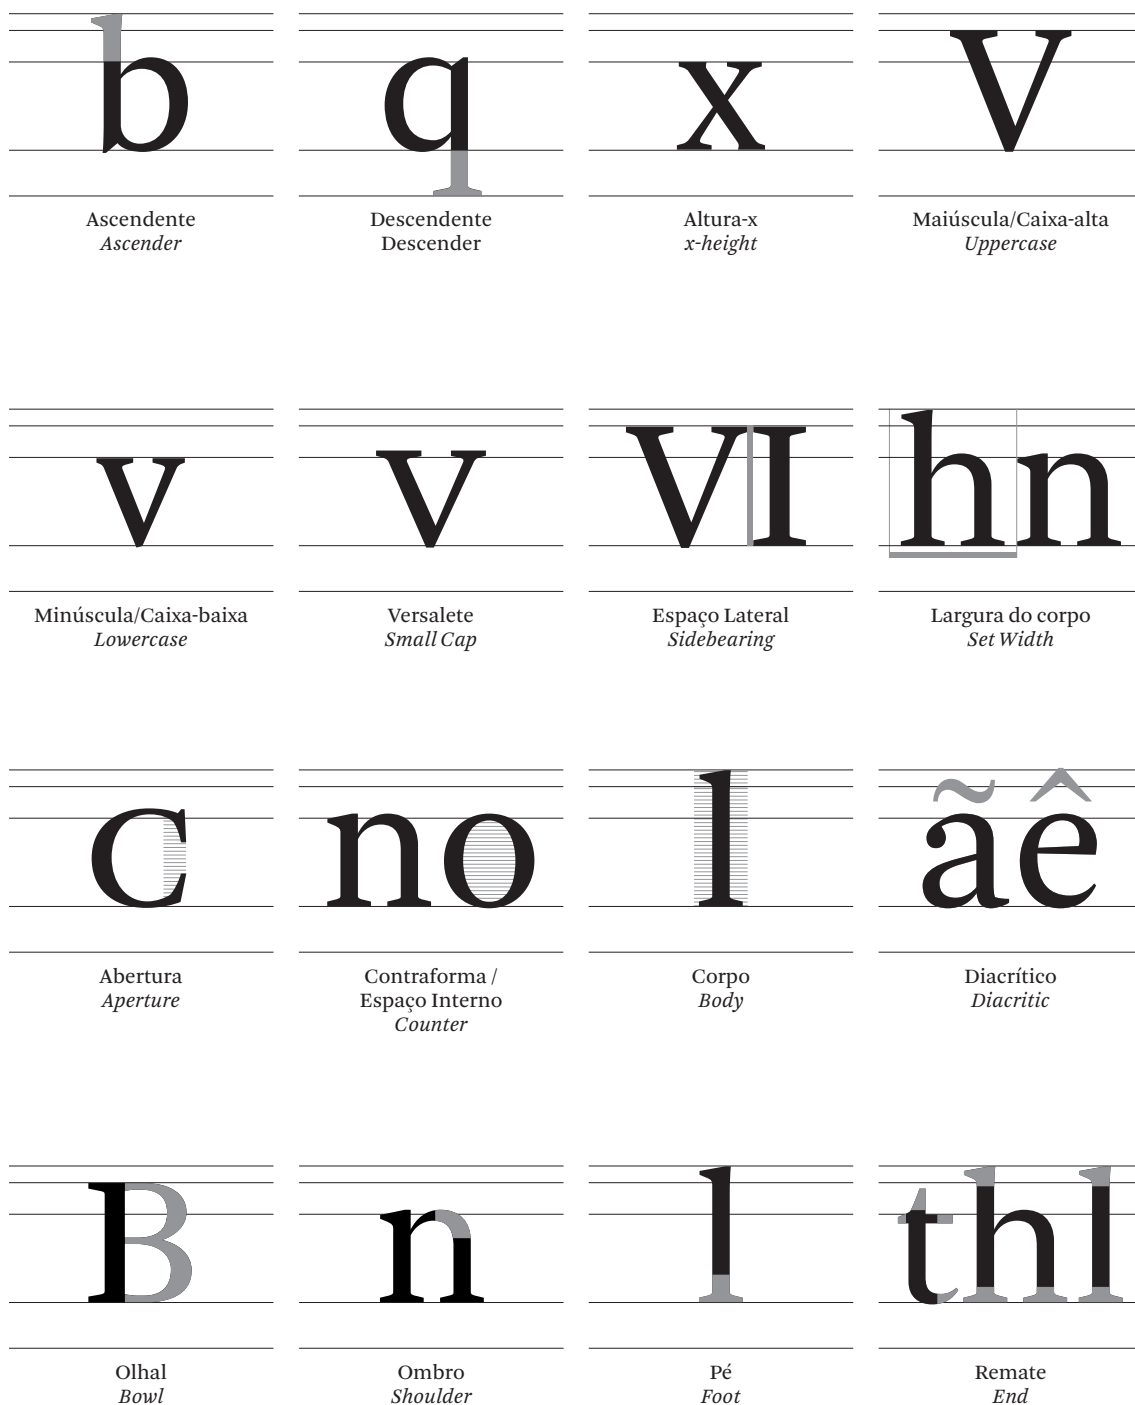 b q x V
Ascendente Descendente Altura-x Maiúscula/Caixa-alta
Ascender Descender x-height Uppercase
v v VI hn
Minúscula/Caixa-baixa Versalete Espaço Lateral Largura do corpo
Lowercase Small Cap Sidebearing Set Width
c no l ãê
Abertura Contraforma / Corpo Diacrítico
Aperture Espaço Interno Body Diacritic
Counter
B n l thl
Olhal Ombro Pé Remate
Bowl Shoulder Foot End